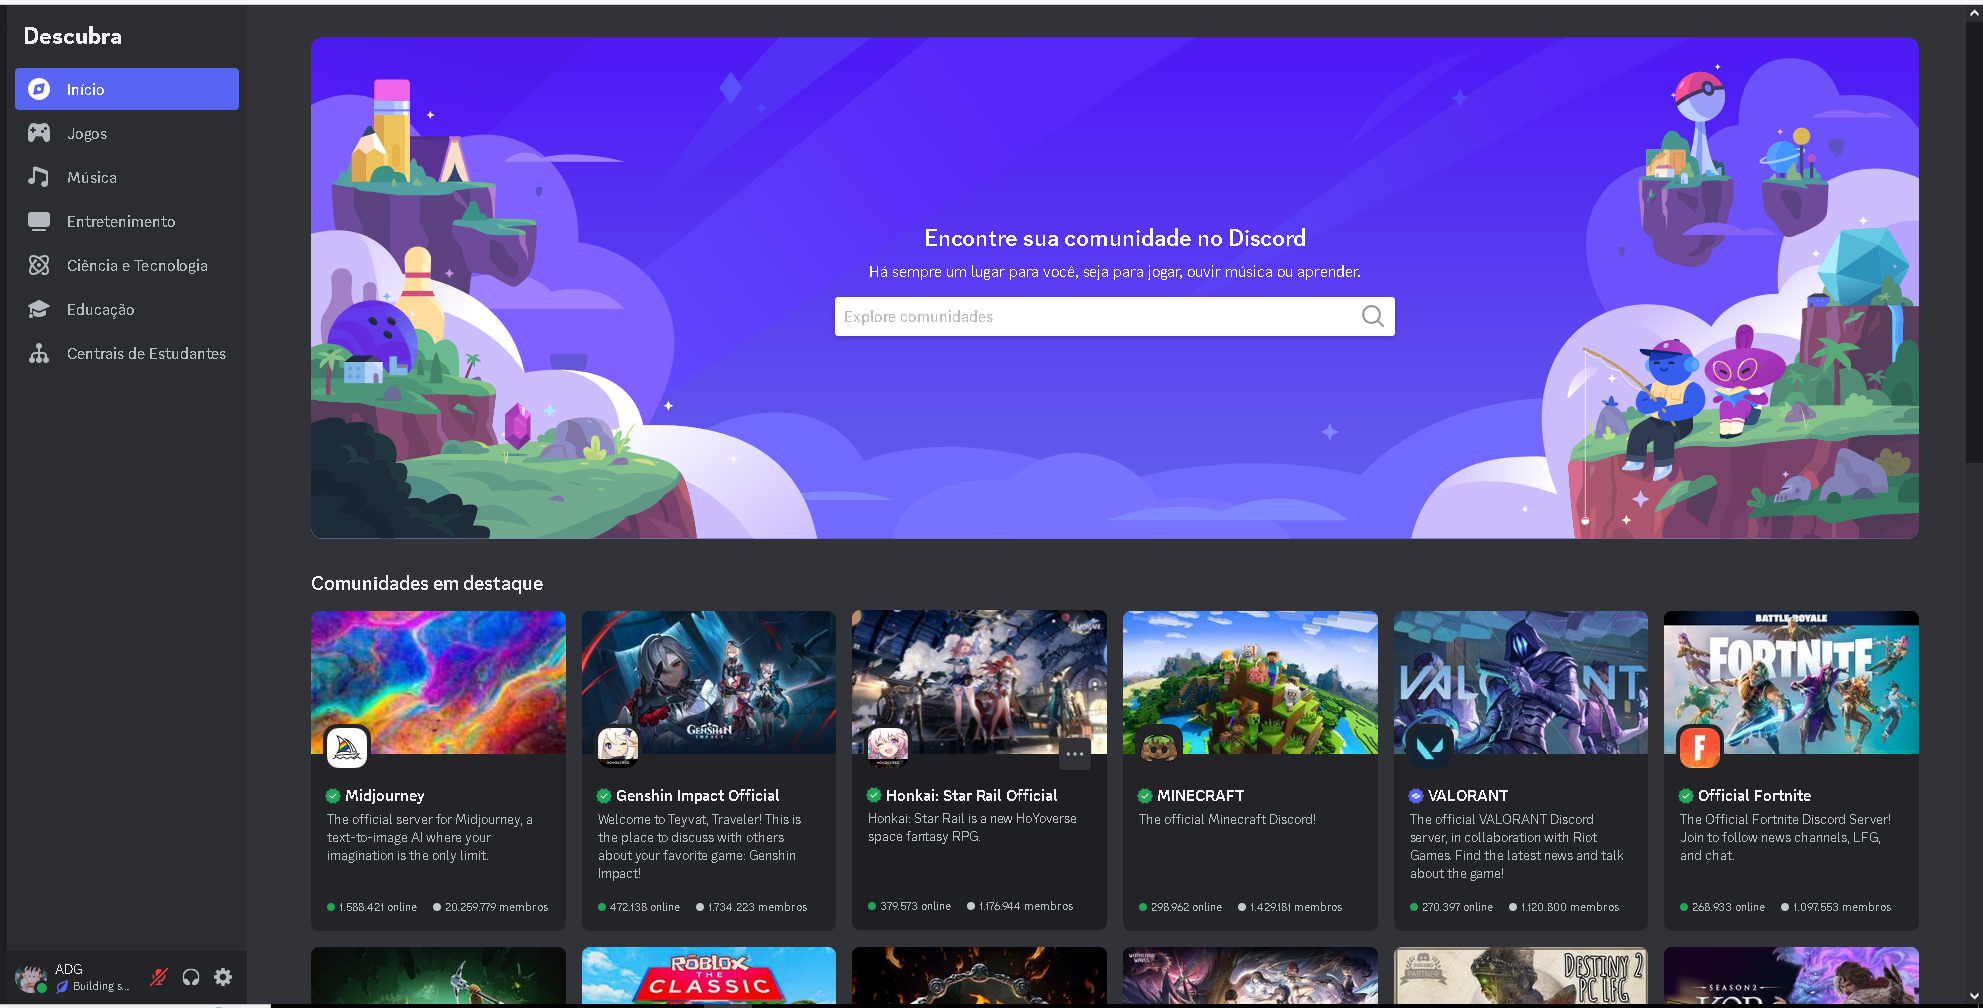 Descubra
Início
Jogos
Música
Entretenimento
Ciência e Tecnologia
Educação
Centrais de Estudantes
Encontre sua comunidade no Discord
Há sempre um lugar para você, seja para jogar, ouvir música ou aprender.
Explore comunidades
Comunidades em destaque
GENSHIN
IMPACT
VALORANT
BATTLE ROYALE
FORTNITE
Midjourney
The official server for Midjourney, a
text-to-image AI where your
imagination is the only limit.
1.588.421 online
20.259.779 membros
Genshin Impact Official
Welcome to Teyvat, Traveler! This is
the place to discuss with others
about your favorite game: Genshin
Impact!
472.138 online
1.734.223 membros
Honkai: Star Rail Official
Honkai: Star Rail is a new HoYoverse
space fantasy RPG.
379.573 online
1.176.944 membros
MINECRAFT
The official Minecraft Discord!
298.962 online
1.429.181 membros
VALORANT
The official VALORANT Discord
server, in collaboration with Riot
Games. Find the latest news and talk
about the game!
270.397 online
1.120.800 membros
Official Fortnite
The Official Fortnite Discord Server!
Join to follow news channels, LFG,
and chat.
268.933 online
1.097.553 membros
ROBLOX
THE
CLASSIC
PARTNER
DESTINY 2
PC LFG
SEASON 2
ADG
Building s...